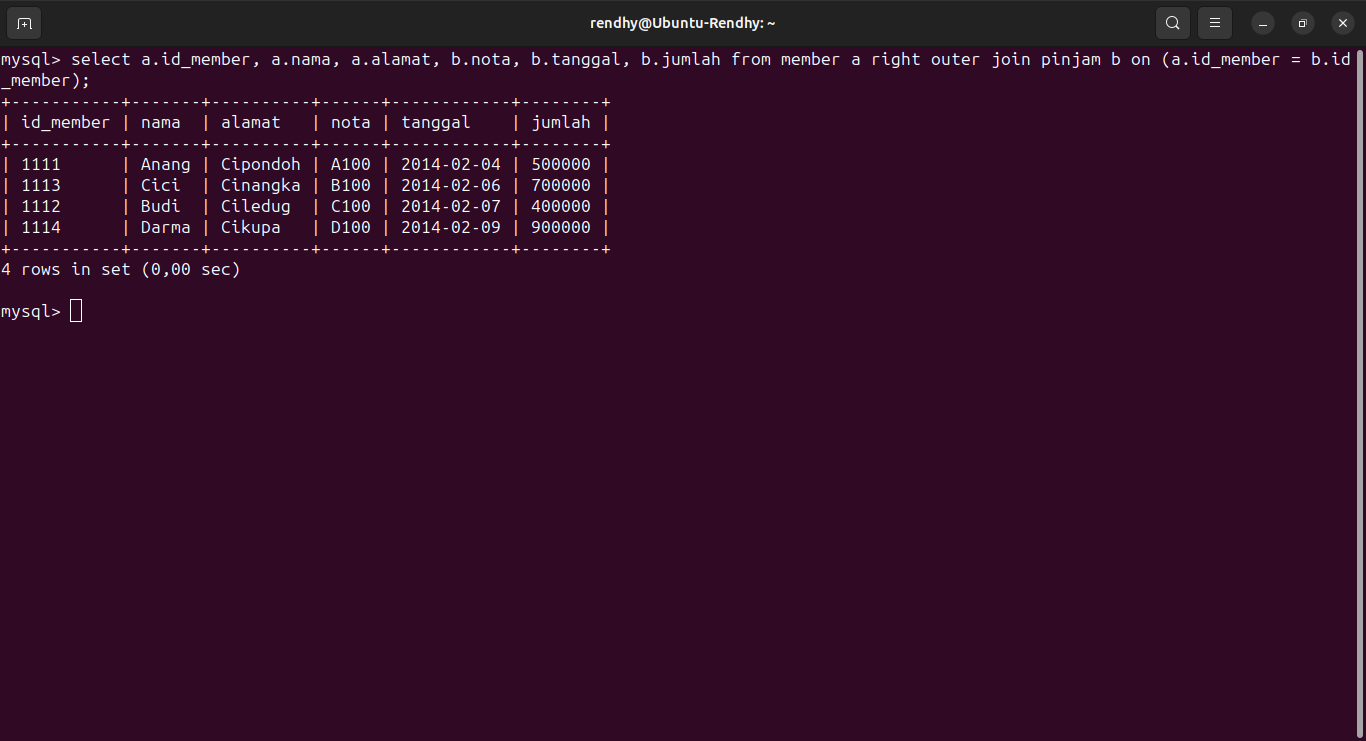 rendhy@Ubuntu-Rendhy: ~
mysql> select a.id_member, a.nama, a.alamat, b.nota, b.tanggal, b.jumlah from member a right outer join pinjam b on (a.id_member = b.id
_member);
+-----------+-------+----------+------+------------+--------+
| id_member | nama  | alamat   | nota | tanggal    | jumlah |
+-----------+-------+----------+------+------------+--------+
| 1111      | Anang | Cipondoh | A100 | 2014-02-04 | 500000 |
| 1113      | Cici  | Cinangka | B100 | 2014-02-06 | 700000 |
| 1112      | Budi  | Ciledug  | C100 | 2014-02-07 | 400000 |
| 1114      | Darma | Cikupa   | D100 | 2014-02-09 | 900000 |
+-----------+-------+----------+------+------------+--------+
4 rows in set (0,00 sec)
mysql>